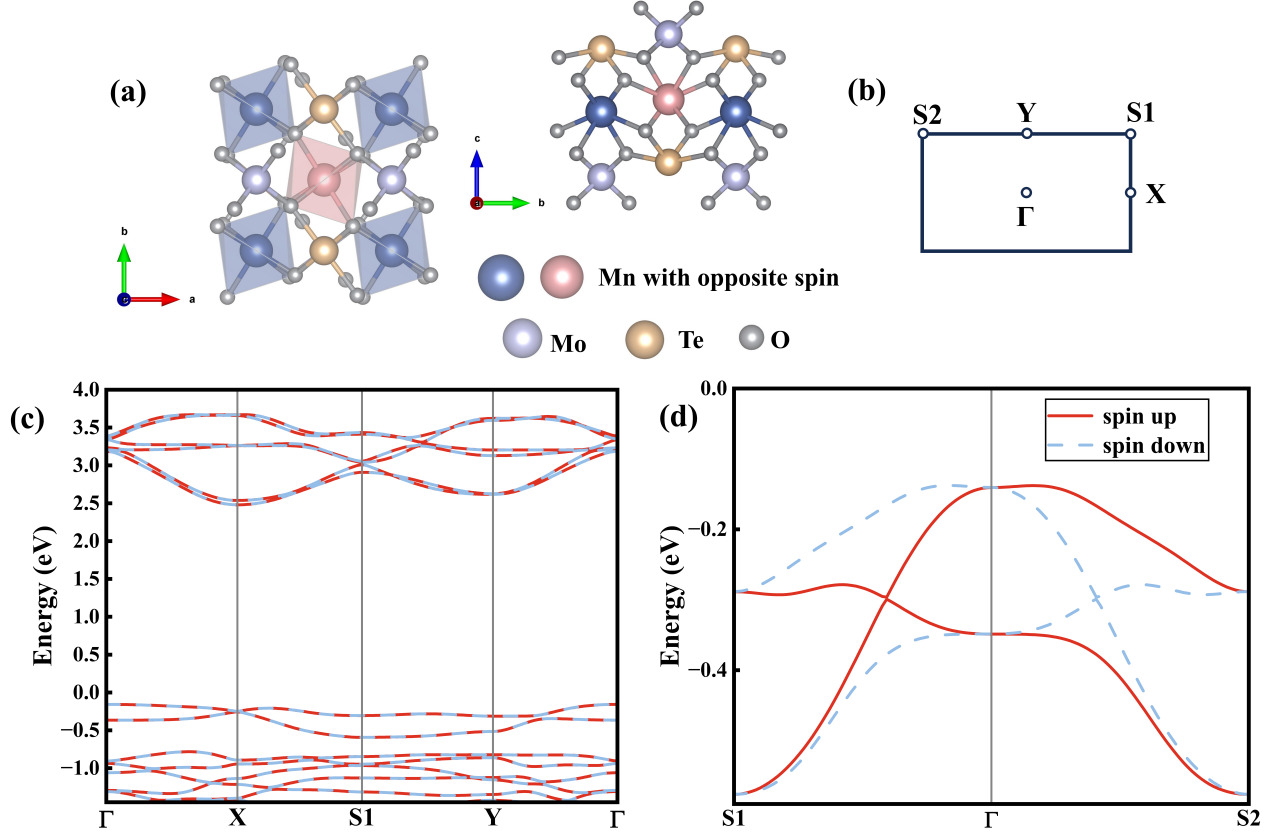 (a)
b
a
c
a
b
Mn with opposite spin
Mo
Te
O
(b)
S2
Y
S1
Γ
X
(c)
4.0
3.5
3.0
2.5
2.0
1.5
1.0
0.5
0.0
−0.5
−1.0
Energy (eV)
Γ
X
S1
Y
Γ
(d)
0.0
−0.2
−0.4
Energy (eV)
spin up
spin down
S1
Γ
S2